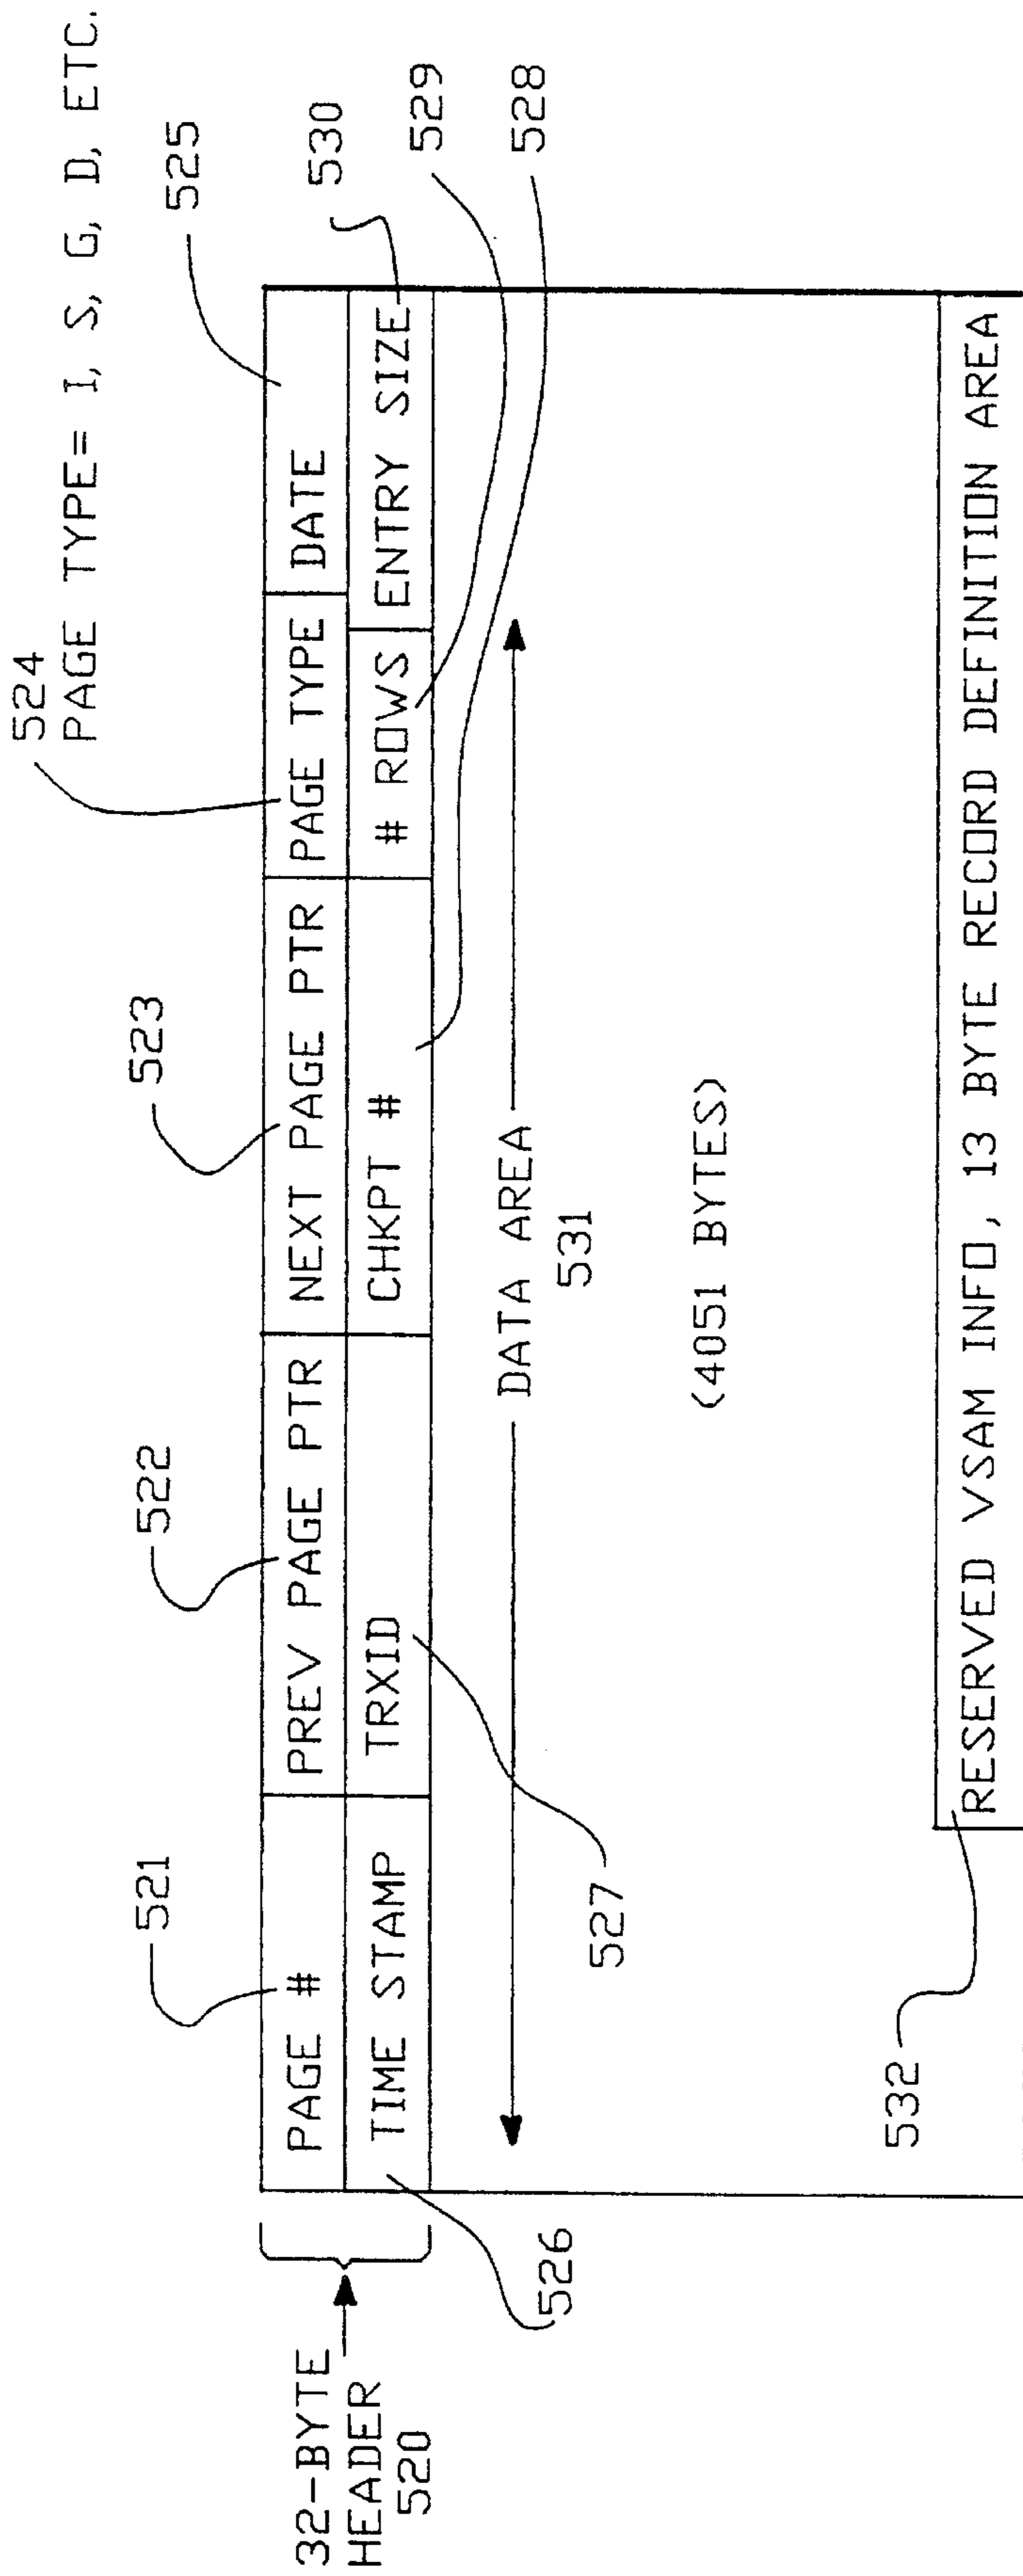 524
PAGE TYPE= I, S, G, D, ETC.
521
522
523
525
PAGE #
PREV PAGE PTR
NEXT PAGE PTR
PAGE TYPE
DATE
530
32-BYTE
HEADER
520
TIME STAMP
TRXID
CHKPT #
# ROWS
ENTRY SIZE
529
526
527
DATA AREA
531
528
(4051 BYTES)
532
RESERVED VSAM INFO, 13 BYTE RECORD DEFINITION AREA